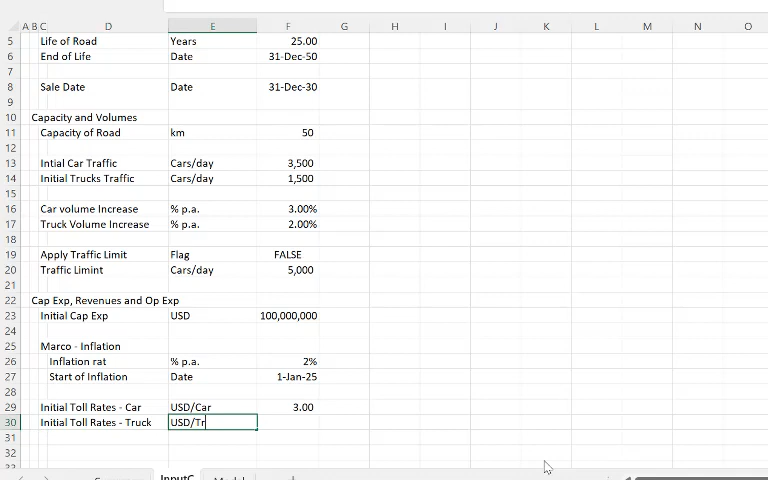 A B C D E F G H I J K L M N O
5 Life of Road Years 25.00
6 End of Life Date 31-Dec-50
7
8 Sale Date Date 31-Dec-30
9
10 Capacity and Volumes
11 Capacity of Road km 50
12
13 Intial Car Traffic Cars/day 3,500
14 Initial Trucks Traffic Cars/day 1,500
15
16 Car volume Increase % p.a. 3.00%
17 Truck Volume Increase % p.a. 2.00%
18
19 Apply Traffic Limit Flag FALSE
20 Traffic Limint Cars/day 5,000
21
22 Cap Exp, Revenues and Op Exp
23 Initial Cap Exp USD 100,000,000
24
25 Marco - Inflation
26 Inflation rat % p.a. 2%
27 Start of Inflation Date 1-Jan-25
28
29 Initial Toll Rates - Car USD/Car 3.00
30 Initial Toll Rates - Truck USD/Tr
31
32
33
InputC Model